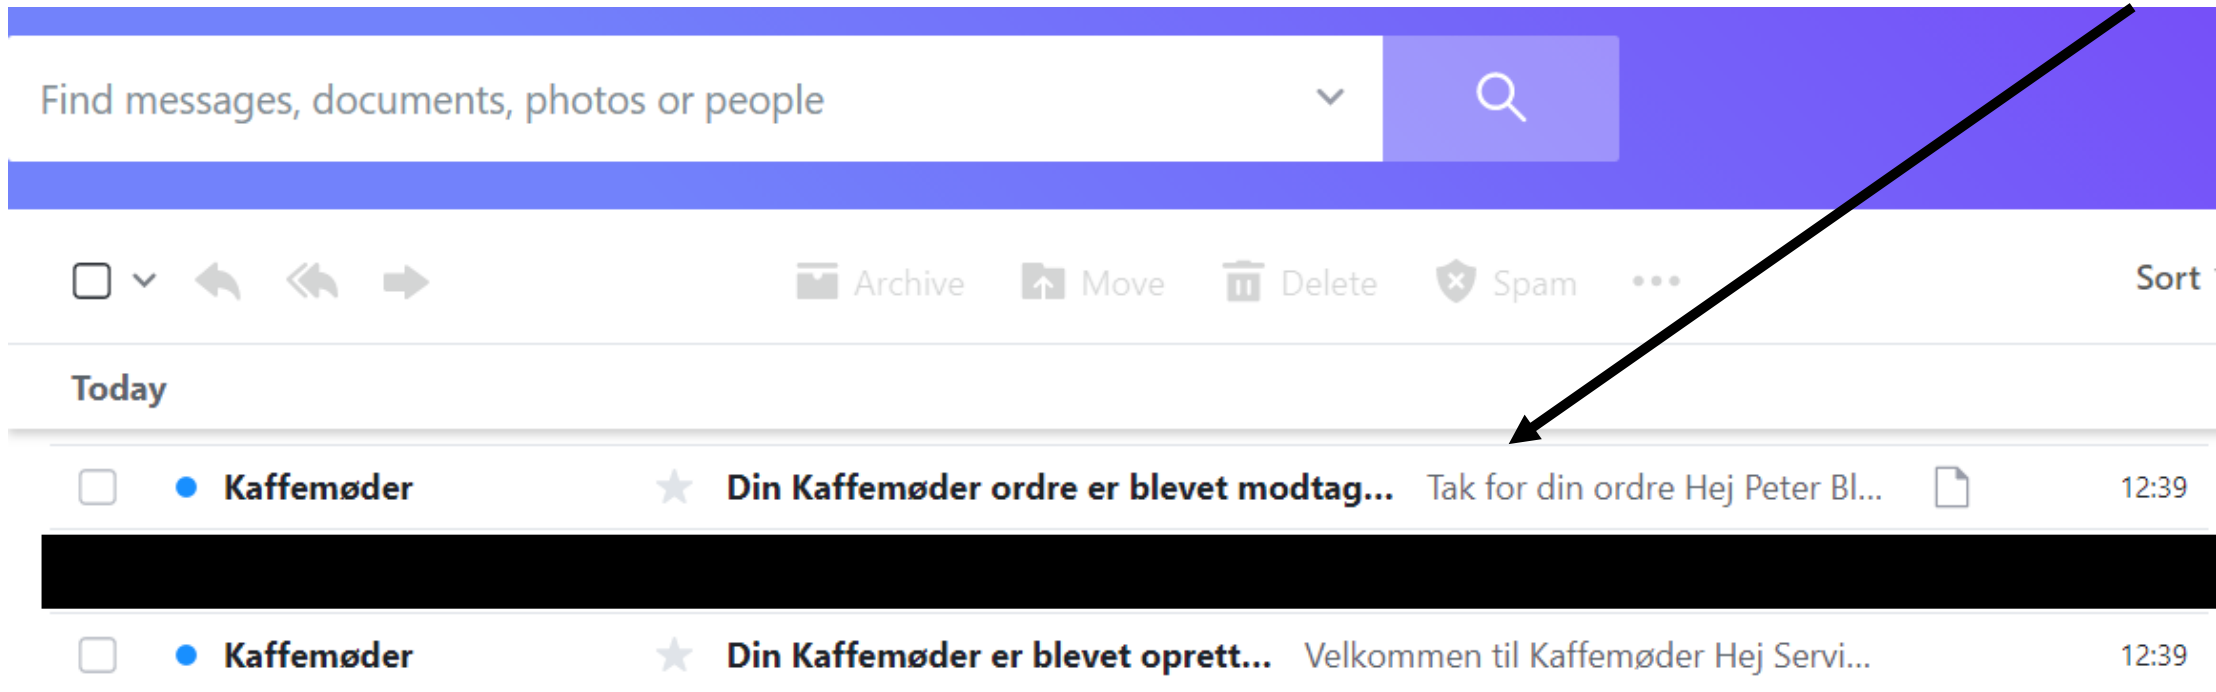 Find messages, documents, photos or people
Archive Move Delete Spam Sort
Today
Kaffemøder Din Kaffemøder ordre er blevet modtag... Tak for din ordre Hej Peter Bl... 12:39
Kaffemøder Din Kaffemøder er blevet oprett... Velkommen til Kaffemøder Hej Servi... 12:39